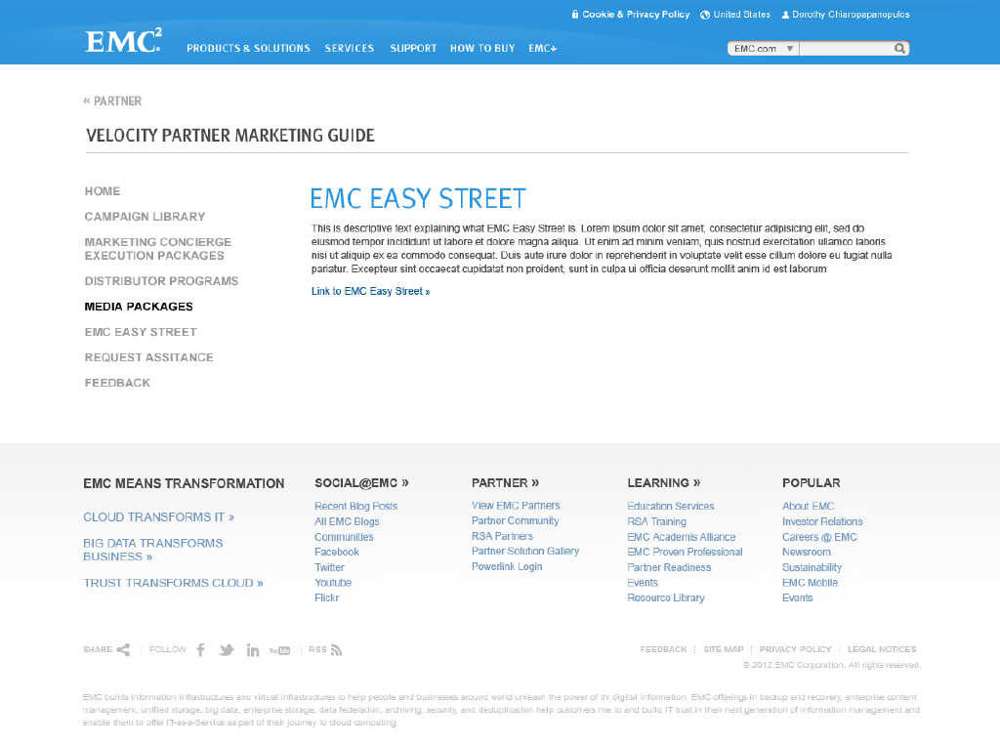 Cookie & Privacy Policy United States Dorothy Chiaropapanopulos
EMC²
PRODUCTS & SOLUTIONS SERVICES SUPPORT HOW TO BUY EMC+
EMC.com
« PARTNER
VELOCITY PARTNER MARKETING GUIDE
HOME
CAMPAIGN LIBRARY
MARKETING CONCIERGE
EXECUTION PACKAGES
DISTRIBUTOR PROGRAMS
MEDIA PACKAGES
EMC EASY STREET
REQUEST ASSITANCE
FEEDBACK
EMC EASY STREET
This is descriptive text explaining what EMC Easy Street is. Lorem ipsum dolor sit amet, consectetur adipisicing elit, sed do
eiusmod tempor incididunt ut labore et dolore magna aliqua. Ut enim ad minim veniam, quis nostrud exercitation ullamco laboris
nisi ut aliquip ex ea commodo consequat. Duis aute irure dolor in reprehenderit in voluptate velit esse cillum dolore eu fugiat nulla
pariatur. Excepteur sint occaecat cupidatat non proident, sunt in culpa ui officia deserunt mollit anim id est laborum
Link to EMC Easy Street »
EMC MEANS TRANSFORMATION
CLOUD TRANSFORMS IT »
BIG DATA TRANSFORMS
BUSINESS »
TRUST TRANSFORMS CLOUD »
SOCIAL@EMC »
Recent Blog Posts
All EMC Blogs
Communities
Facebook
Twitter
Youtube
Flickr
PARTNER »
View EMC Partners
Partner Community
RSA Partners
Partner Solution Gallery
Powerlink Login
LEARNING »
Education Services
RSA Training
EMC Academis Alliance
EMC Proven Professional
Partner Readiness
Events
Resource Library
POPULAR
About EMC
Investor Relations
Careers @ EMC
Newsroom
Sustainability
EMC Mobile
Events
SHARE FOLLOW You Tube RSS
FEEDBACK SITE MAP PRIVACY POLICY LEGAL NOTICES
© 2012 EMC Corporation. All rights reserved.
EMC builds information infrastructures and virtual infrastructures to help people and businesses around world unleash the power of thr digital information. EMC offerings in backup and recovery, enterprise content
management, unified storage, big data, enterprise storage, data federation, archiving, security, and deduplication help customers me to and build IT trust in their next generation of information management and
enable them to offer IT-as-a-Service as part of their journey to cloud computing.